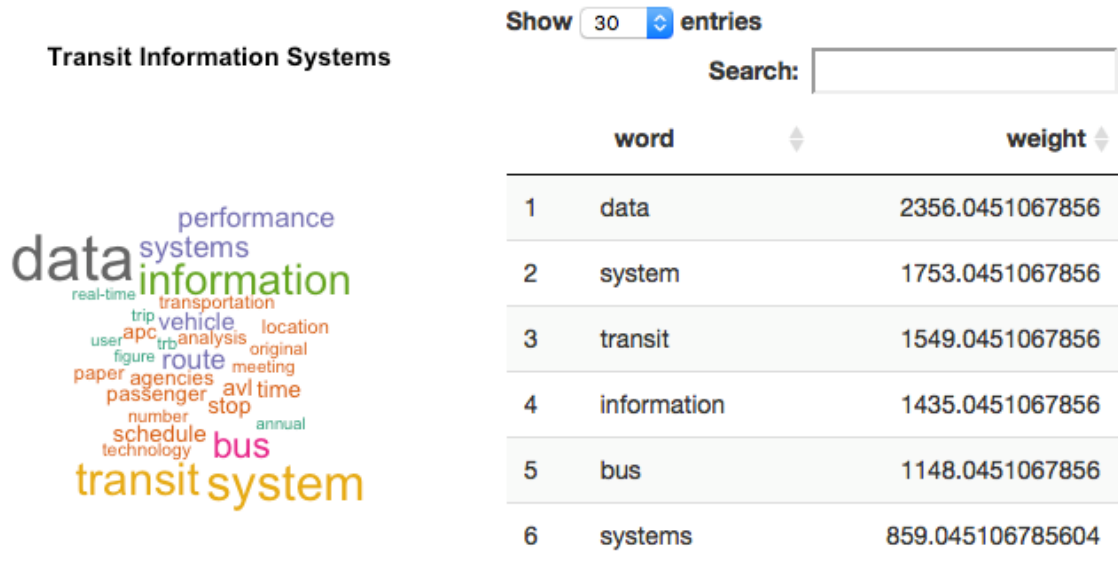 Transit Information Systems
performance
systems
data
information
real-time
transportation
trip
vehicle
location
user
apc
trb
analysis
original
figure
route
meeting
paper
agencies
passenger
avl
time
stop
number
annual
schedule
technology
bus
transit
system
Show 30 entries
Search:
word weight
1 data 2356.0451067856
2 system 1753.0451067856
3 transit 1549.0451067856
4 information 1435.0451067856
5 bus 1148.0451067856
6 systems 859.045106785604